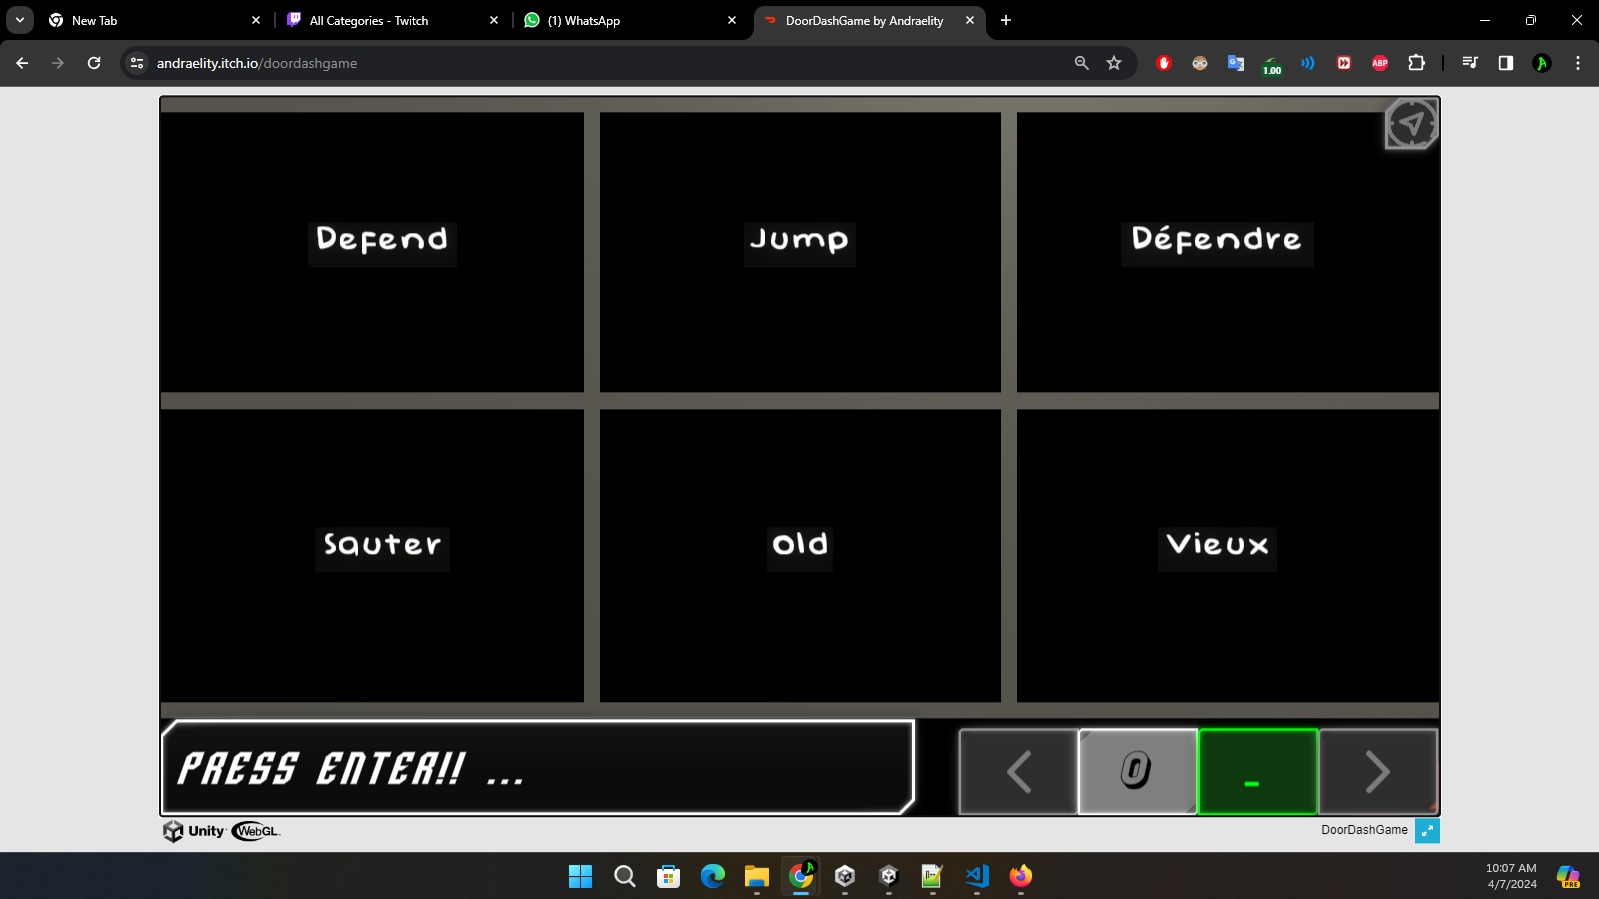 New Tab
All Categories - Twitch
(1) WhatsApp
DoorDashGame by Andraelity
andraelity.itch.io/doordashgame
1.00
ABP
Defend
Jump
Défendre
Sauter
Old
Vieux
PRESS ENTER!! ...
0
_
Unity
WebGL
DoorDashGame
10:07 AM
4/7/2024
PRE